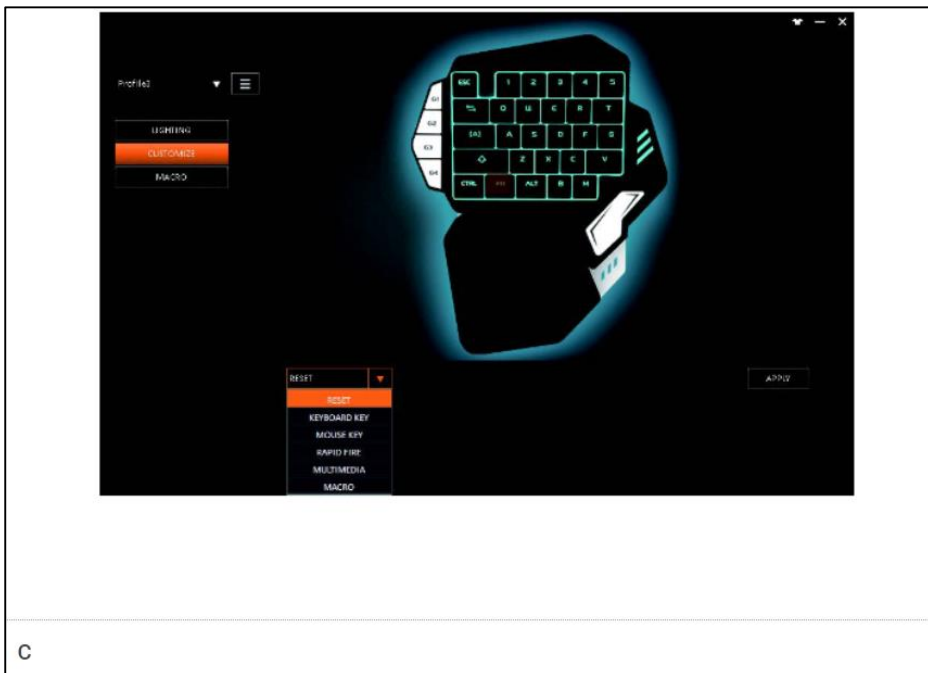 Profile3
LIGHTING
CUSTOMIZE
MACRO
ESC 1 2 3 4 5
Q W E R T
[A] A S D F G
Z X C V
CTRL FN ALT B M
G1
G2
G3
G4
RESET
RESET
KEYBOARD KEY
MOUSE KEY
RAPID FIRE
MULTIMEDIA
MACRO
APPLY
C